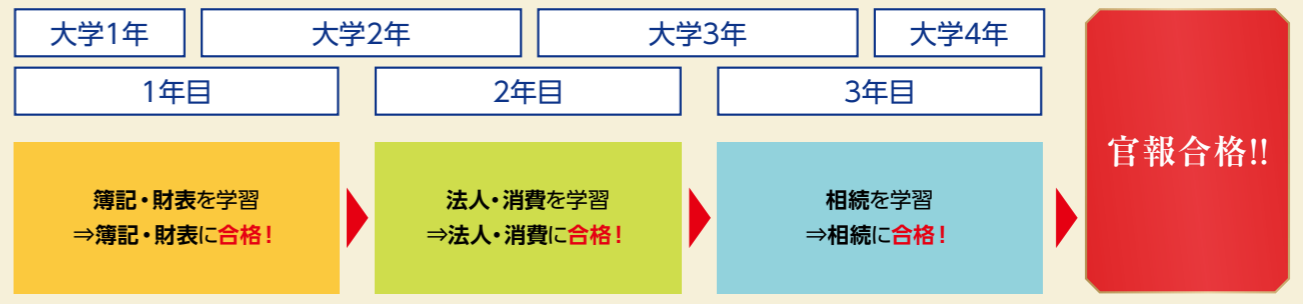 大学1年
大学2年
大学3年
大学4年
1年目
2年目
3年目
簿記・財表を学習
⇒簿記・財表に合格！
法人・消費を学習
⇒法人・消費に合格！
相続を学習
⇒相続に合格！
官報合格!!